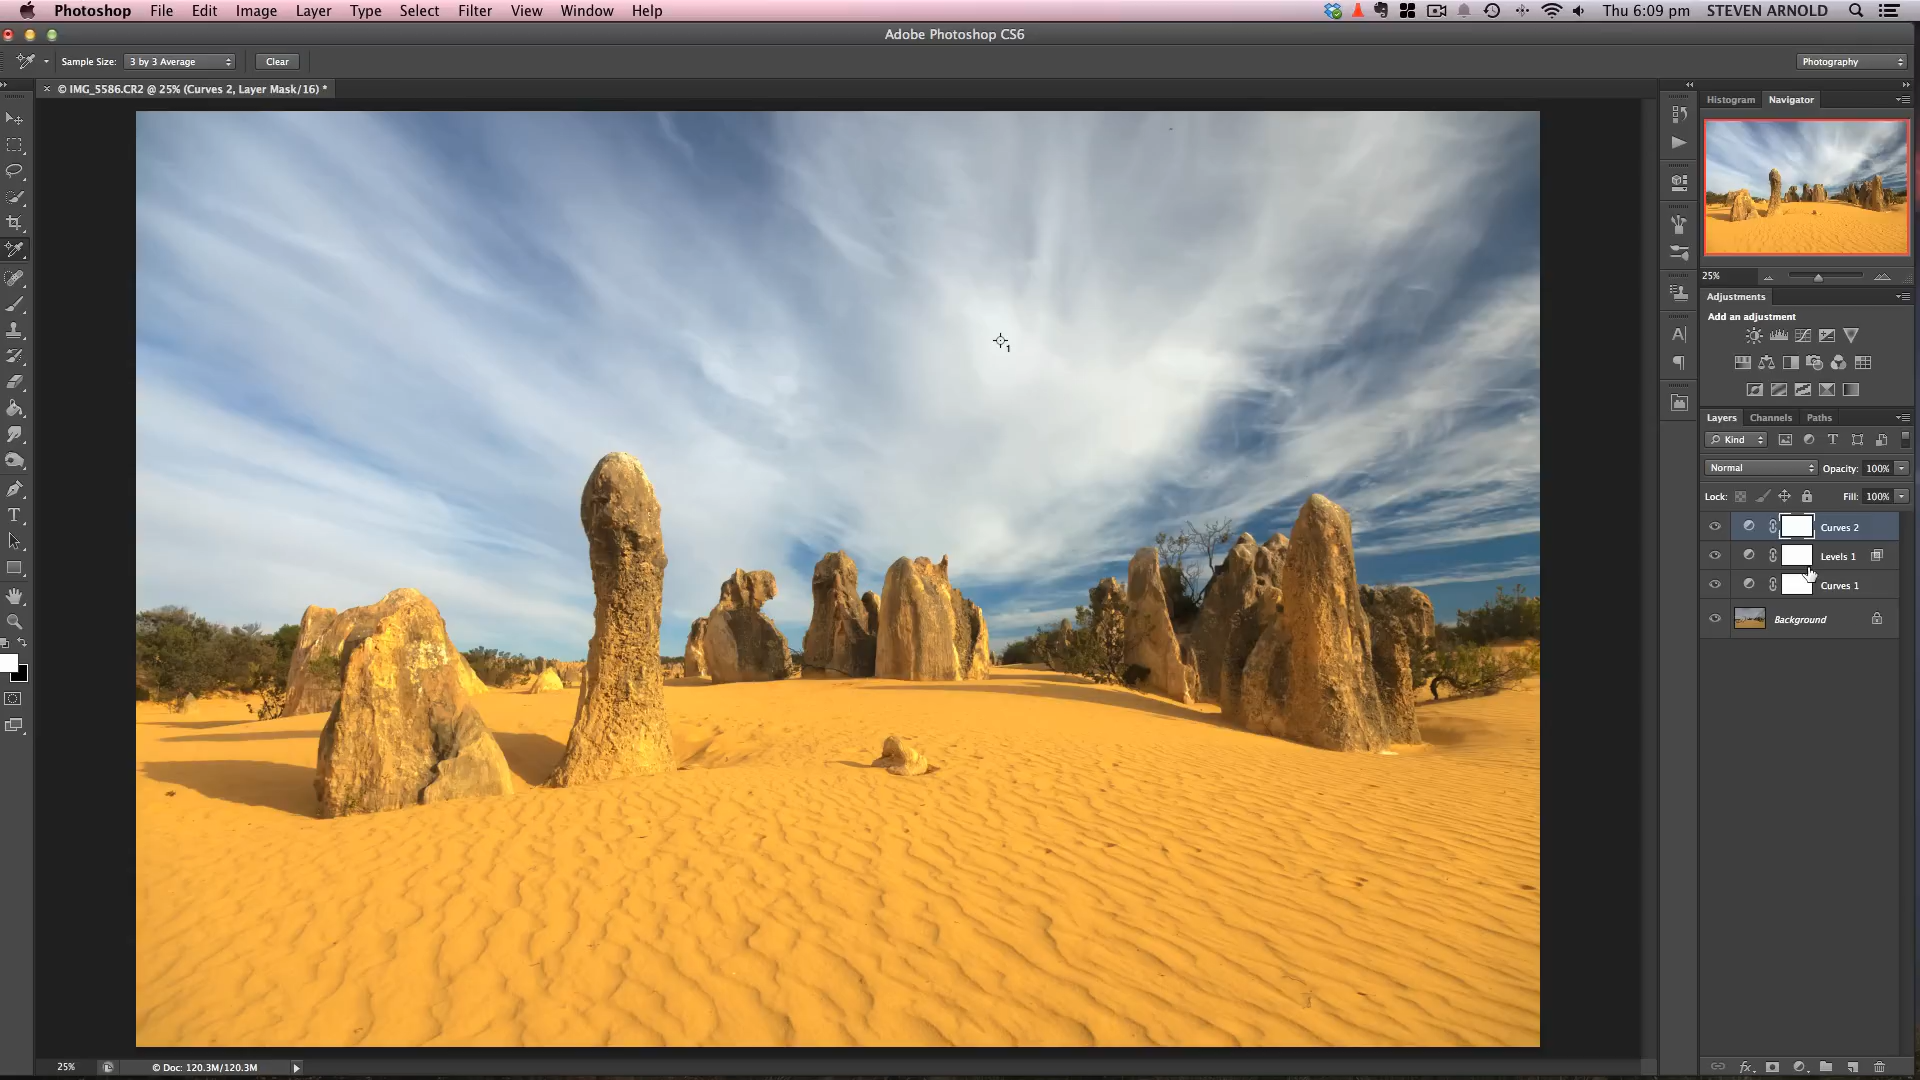 Photoshop File Edit Image Layer Type Select Filter View Window Help Thu 6:09 pm STEVEN ARNOLD
Adobe Photoshop CS6
Sample Size: 3 by 3 Average Clear Photography
© IMG_5586.CR2 @ 25% (Curves 2, Layer Mask/16) *
Histogram Navigator
25%
Adjustments
Add an adjustment
Layers Channels Paths
Kind
Normal Opacity: 100%
Lock: Fill: 100%
Curves 2
Levels 1
Curves 1
Background
1
25% © Doc: 120.3M/120.3M